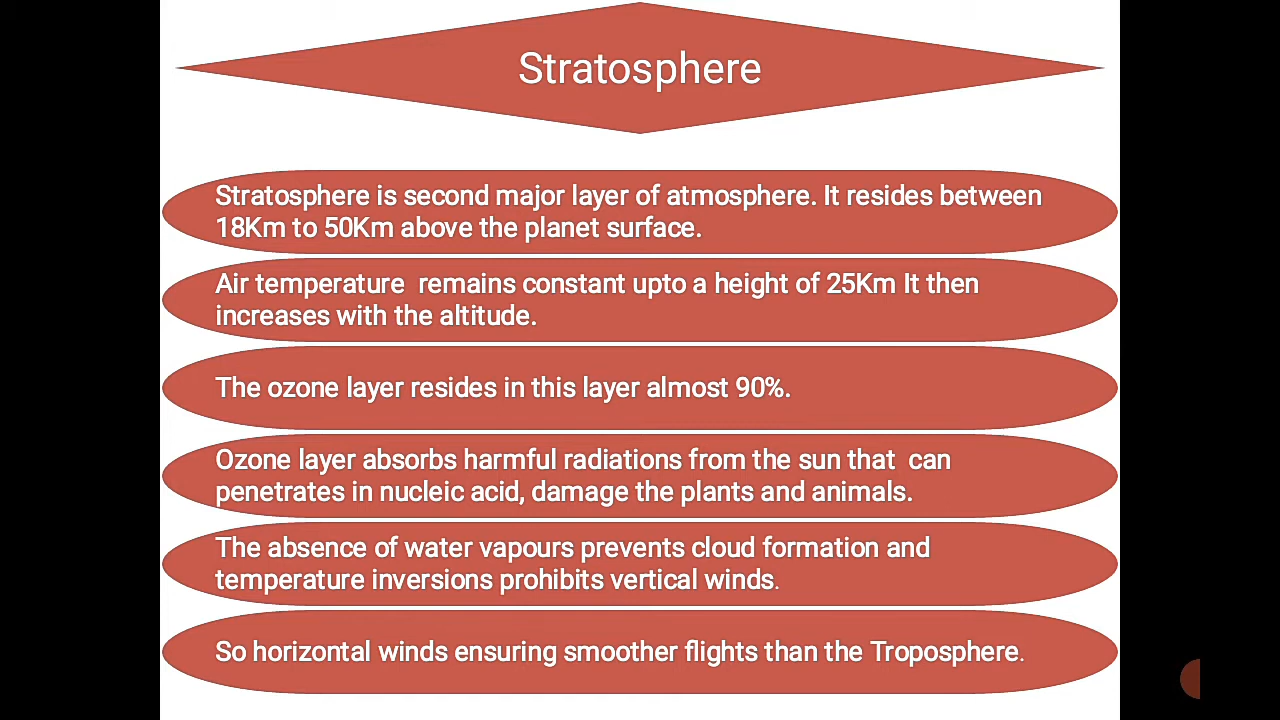 Stratosphere
Stratosphere is second major layer of atmosphere. It resides between
18Km to 50Km above the planet surface.
Air temperature  remains constant upto a height of 25Km It then
increases with the altitude.
The ozone layer resides in this layer almost 90%.
Ozone layer absorbs harmful radiations from the sun that  can
penetrates in nucleic acid, damage the plants and animals.
The absence of water vapours prevents cloud formation and
temperature inversions prohibits vertical winds.
So horizontal winds ensuring smoother flights than the Troposphere.